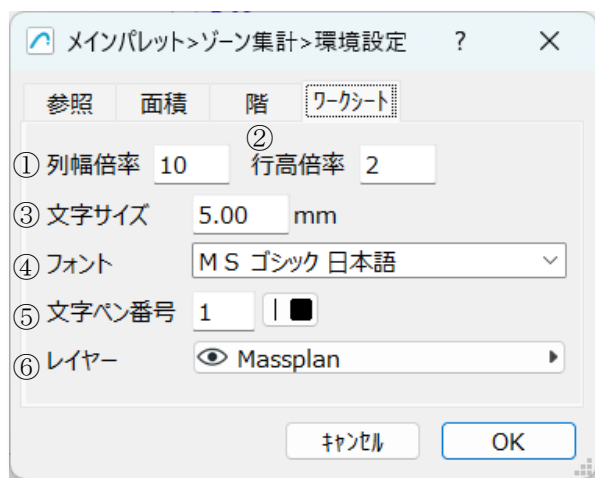 メインパレット>ゾーン集計>環境設定 ? ×
参照 面積 階 ﾜｰｸｼｰﾄ
① 列幅倍率 10 ② 行高倍率 2
③ 文字サイズ 5.00 mm
④ フォント ＭＳ ゴシック 日本語
⑤ 文字ペン番号 1
⑥ レイヤー Massplan
ｷｬﾝｾﾙ OK